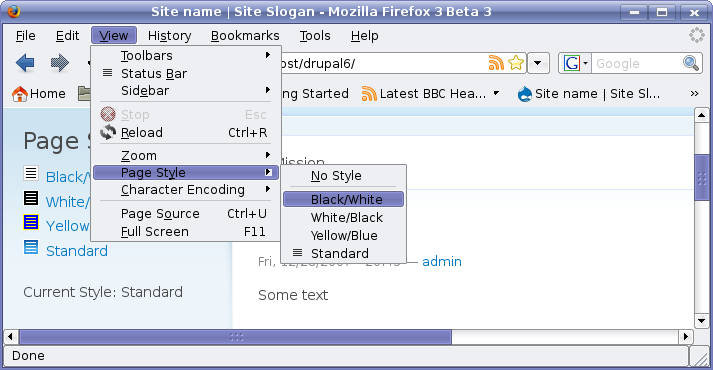 Site name | Site Slogan - Mozilla Firefox 3 Beta 3
File Edit View History Bookmarks Tools Help
ost/drupal6/ Google
Home ng Started Latest BBC Hea... Site name | Site Sl... »
Toolbars
Status Bar
Sidebar
Stop Esc
Reload Ctrl+R
Zoom
Page Style
Character Encoding
Page Source Ctrl+U
Full Screen F11
No Style
Black/White
White/Black
Yellow/Blue
Standard
Page S
Black/
White/
Yellow
Standard
Current Style: Standard
Mission
Fri, 12/28/2007 — admin
Some text
Done